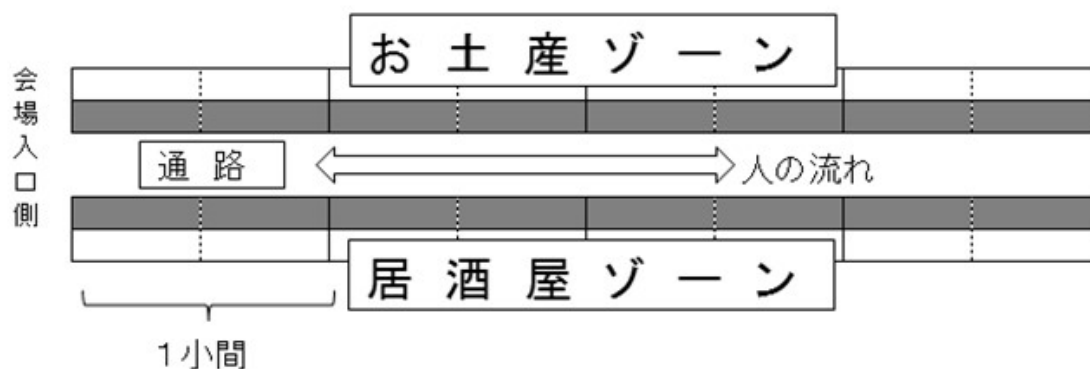 お土産ゾーン
会場入口側
通路
人の流れ
居酒屋ゾーン
1小間